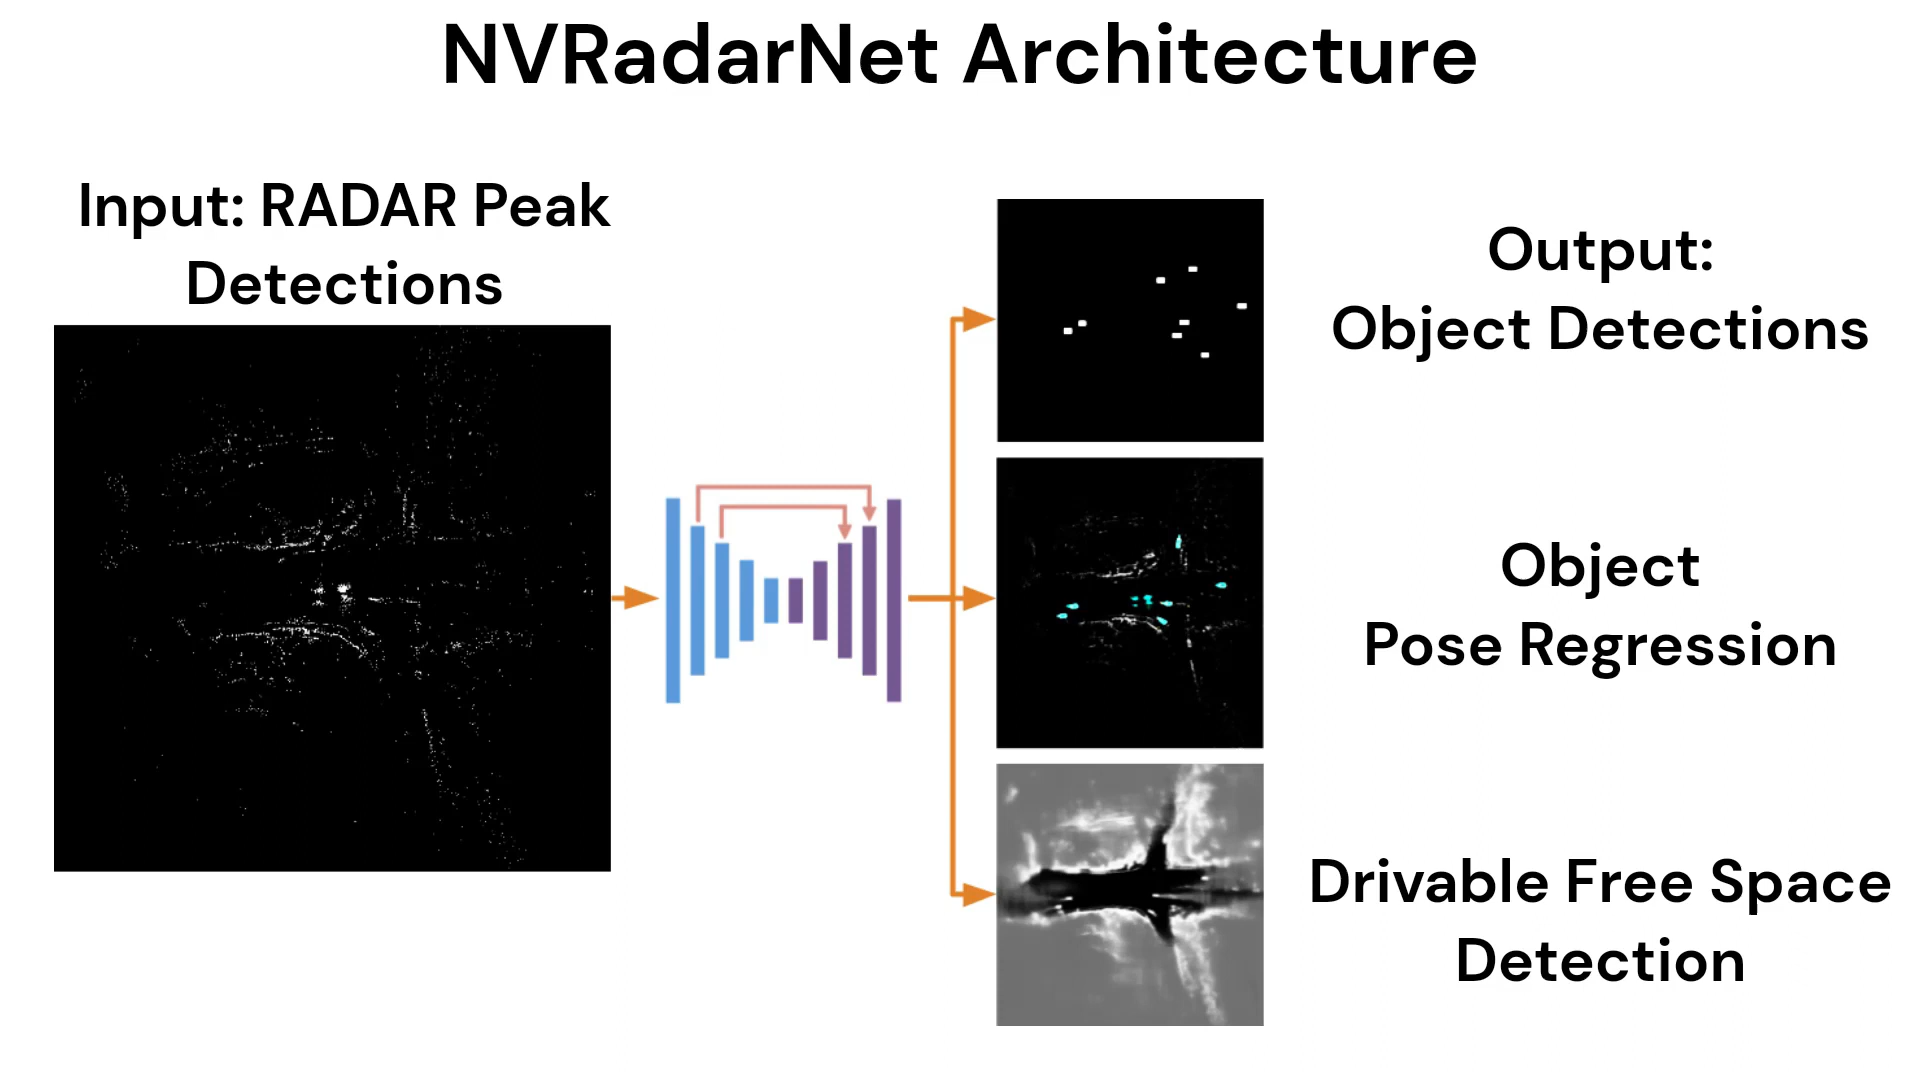 NVRadarNet Architecture
Input: RADAR Peak
Detections
Output:
Object Detections
Object
Pose Regression
Drivable Free Space
Detection